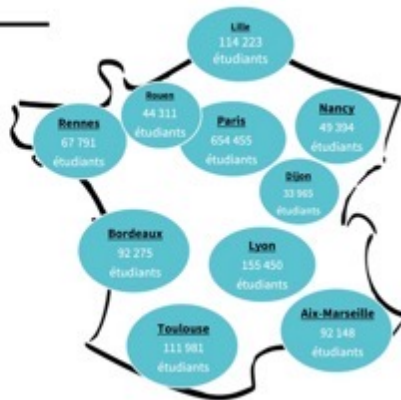 Lille
114 223
étudiants
Rouen
44 311
étudiants
Rennes
67 791
étudiants
Paris
654 455
étudiants
Nancy
49 394
étudiants
Dijon
33 965
étudiants
Bordeaux
92 275
étudiants
Lyon
155 450
étudiants
Toulouse
111 981
étudiants
Aix-Marseille
92 148
étudiants